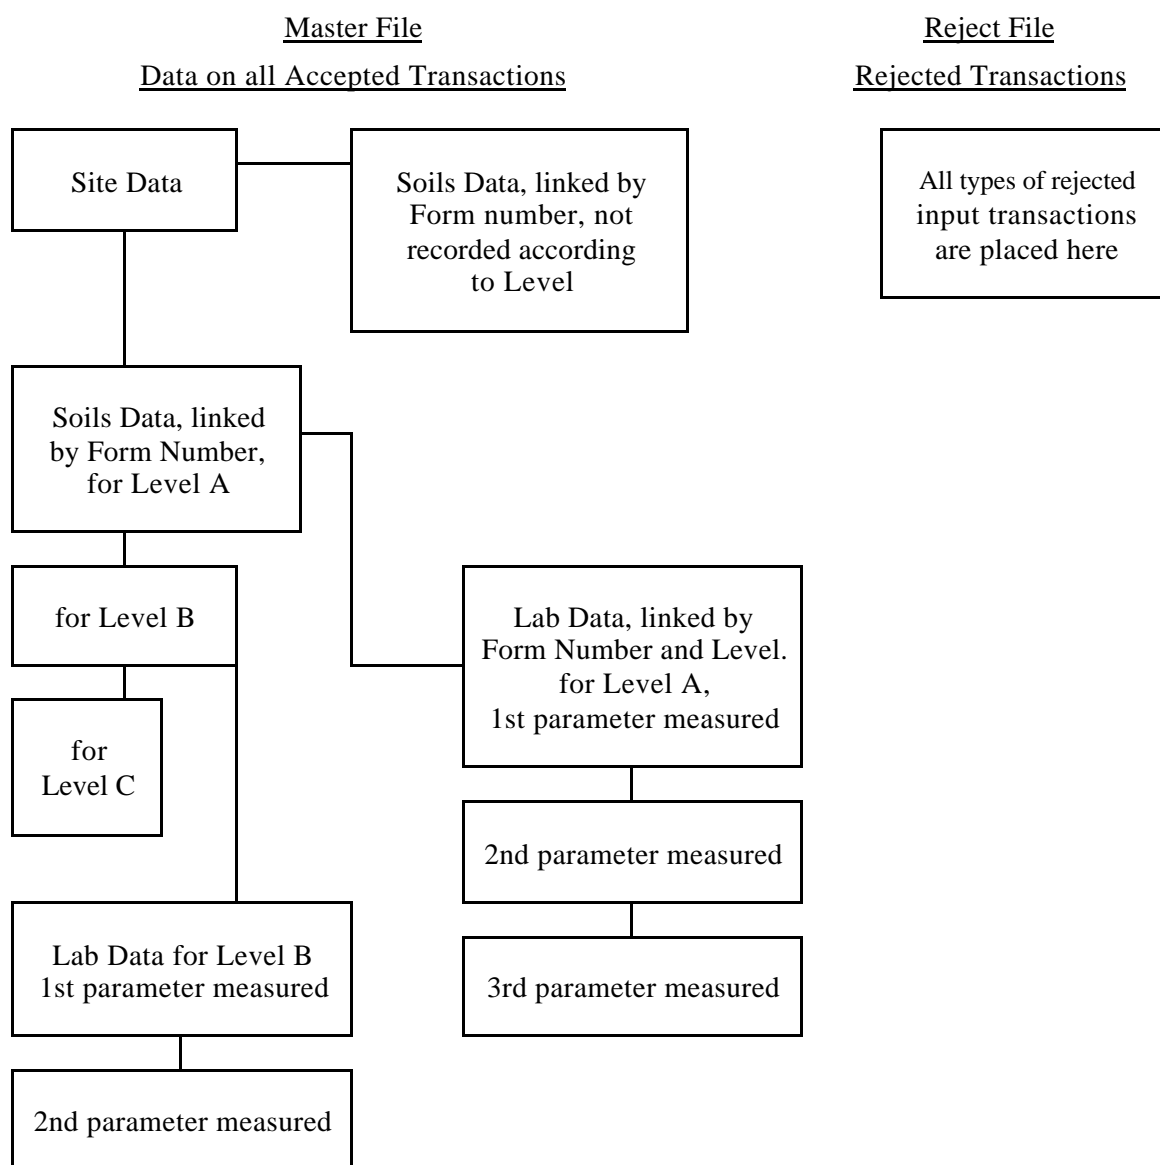 Master File
Data on all Accepted Transactions
Reject File
Rejected Transactions
Site Data
Soils Data, linked by
Form number, not
recorded according
to Level
All types of rejected
input transactions
are placed here
Soils Data, linked
by Form Number,
for Level A
for Level B
for
Level C
Lab Data, linked by
Form Number and Level.
for Level A,
1st parameter measured
2nd parameter measured
3rd parameter measured
Lab Data for Level B
1st parameter measured
2nd parameter measured